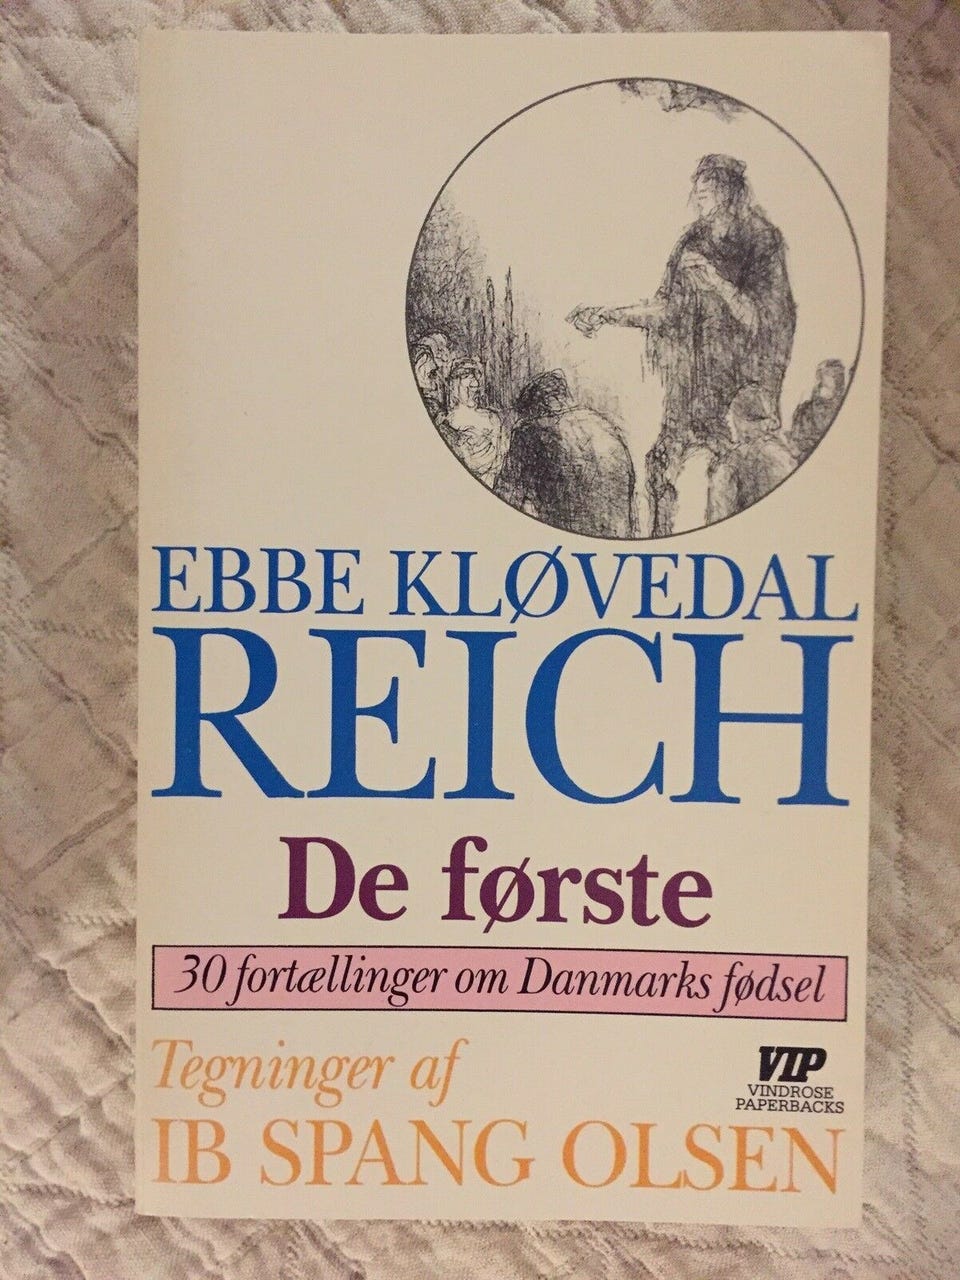 EBBE KLØVEDAL
REICH
De første
30 fortællinger om Danmarks fødsel
Tegninger af
VIP
VINDROSE
PAPERBACKS
IB SPANG OLSEN